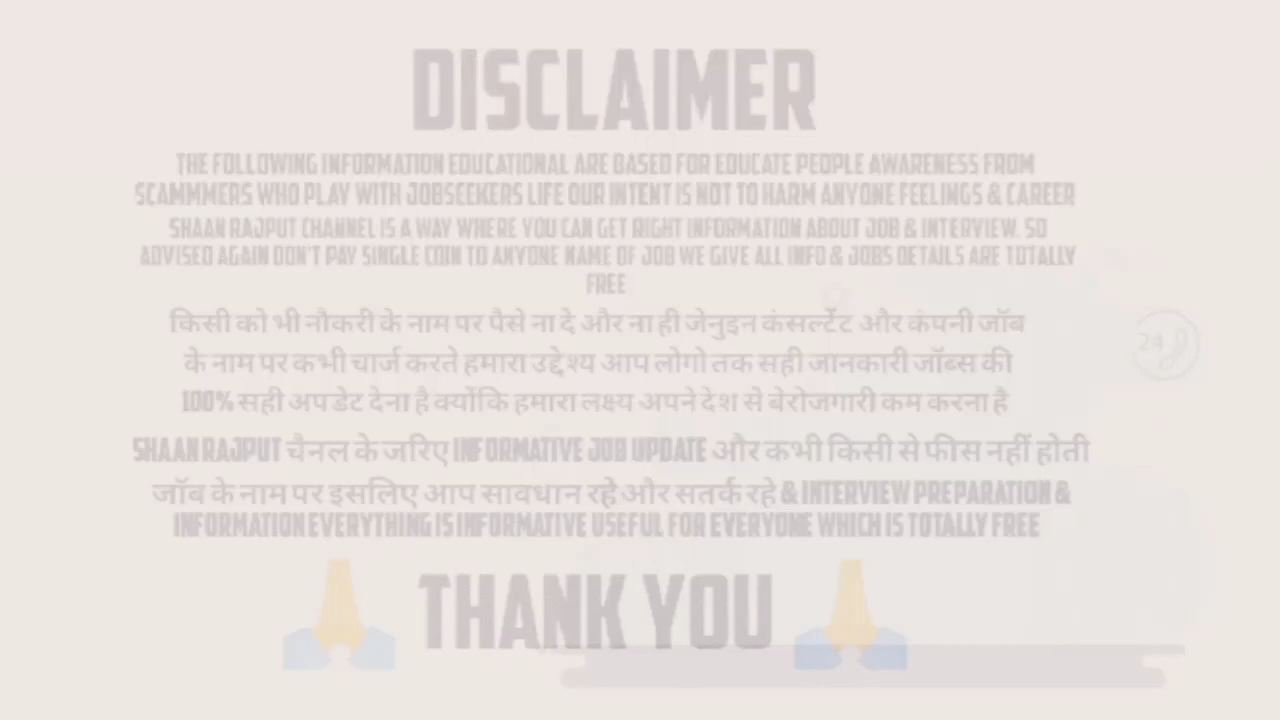 DISCLAIMER
THE FOLLOWING INFORMATION EDUCATIONAL ARE BASED FOR EDUCATE PEOPLE AWARENESS FROM
SCAMMMERS WHO PLAY WITH JOBSEEKERS LIFE OUR INTENT IS NOT TO HARM ANYONE FEELINGS & CAREER
SHAAN RAJPUT CHANNEL IS A WAY WHERE YOU CAN GET RIGHT INFORMATION ABOUT JOB & INTERVIEW. SO
ADVISED AGAIN DON'T PAY SINGLE COIN TO ANYONE NAME OF JOB WE GIVE ALL INFO & JOBS DETAILS ARE TOTALLY
FREE
किसी को भी नौकरी के नाम पर पैसे ना दे और ना ही जेनुइन कंसल्टेंट और कंपनी जॉब
के नाम पर कभी चार्ज करते हमारा उद्देश्य आप लोगो तक सही जानकारी जॉब्स की
100% सही अपडेट देना है क्योंकि हमारा लक्ष्य अपने देश से बेरोजगारी कम करना है
SHAAN RAJPUT चैनल के जरिए INFORMATIVE JOB UPDATE और कभी किसी से फीस नहीं होती
जॉब के नाम पर इसलिए आप सावधान रहे और सतर्क रहे & INTERVIEW PREPARATION &
INFORMATION EVERYTHING IS INFORMATIVE USEFUL FOR EVERYONE WHICH IS TOTALLY FREE
THANK YOU
24